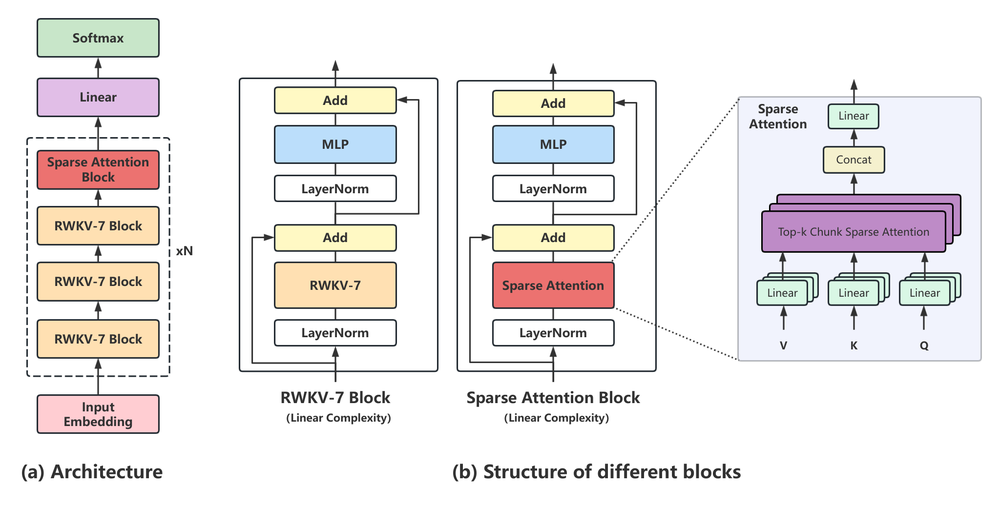 Softmax
Linear
Sparse Attention
Block
RWKV-7 Block
RWKV-7 Block
RWKV-7 Block
xN
Input
Embedding
(a) Architecture
Add
MLP
LayerNorm
Add
RWKV-7
LayerNorm
RWKV-7 Block
(Linear Complexity)
Add
MLP
LayerNorm
Add
Sparse Attention
LayerNorm
Sparse Attention Block
(Linear Complexity)
Sparse
Attention
Linear
Concat
Top-k Chunk Sparse Attention
Linear
Linear
Linear
V
K
Q
(b) Structure of different blocks